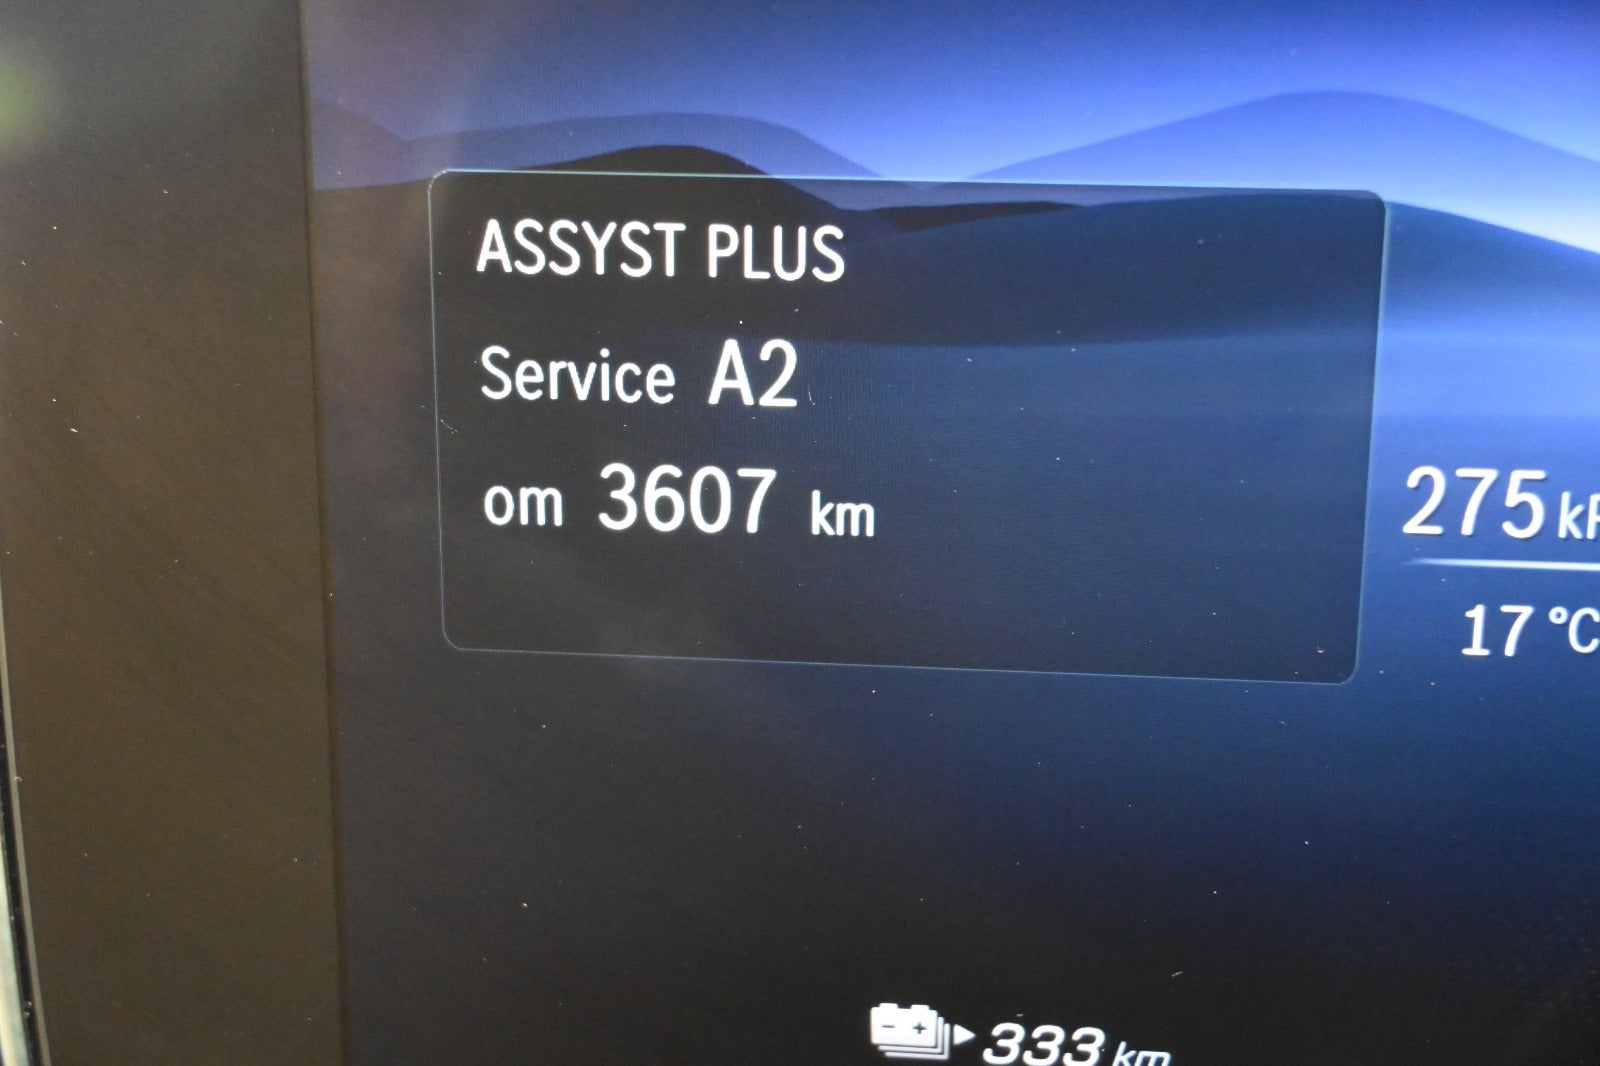 ASSYST PLUS
Service A2
om 3607 km
275
17 °C
333 km